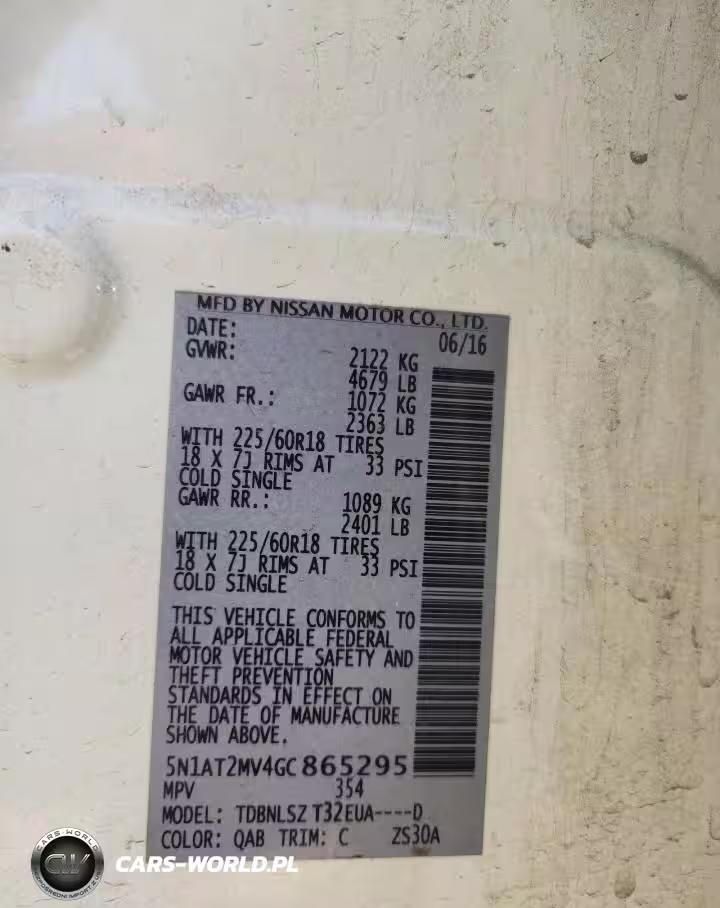 MFD BY NISSAN MOTOR CO., LTD.
DATE: 06/16
GVWR: 2122 KG
4679 LB
GAWR FR.: 1072 KG
2363 LB
WITH 225/60R18 TIRES
18 X 7J RIMS AT 33 PSI
COLD SINGLE
GAWR RR.: 1089 KG
2401 LB
WITH 225/60R18 TIRES
18 X 7J RIMS AT 33 PSI
COLD SINGLE
THIS VEHICLE CONFORMS TO
ALL APPLICABLE FEDERAL
MOTOR VEHICLE SAFETY AND
THEFT PREVENTION
STANDARDS IN EFFECT ON
THE DATE OF MANUFACTURE
SHOWN ABOVE.
5N1AT2MV4GC865295
MPV 354
MODEL: TDBNLSZ T32EUA----D
COLOR: QAB TRIM: C ZS30A
CARS-WORLD
CW
CARS-WORLD.PL